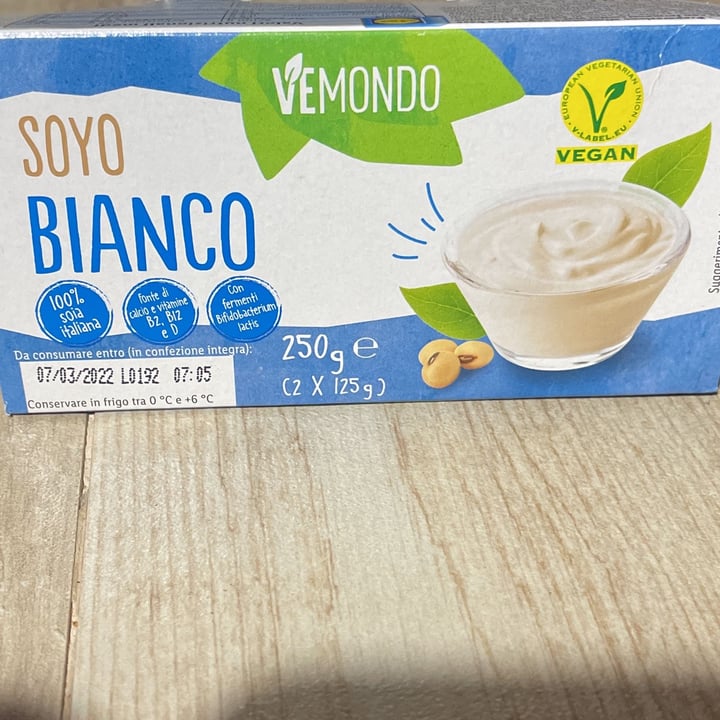 VEMONDO
SOYO
BIANCO
EUROPEAN VEGETARIAN UNION
V-LABEL.EU
VEGAN
100%
soia
italiana
fonte di
calcio e vitamine
B2, B12
e D
Con
fermenti
Bifidobacterium
lactis
Da consumare entro (in confezione integra):
07/03/2022 L0192 07:05
Conservare in frigo tra 0 °C e +6 °C
250g e
(2 X 125g)